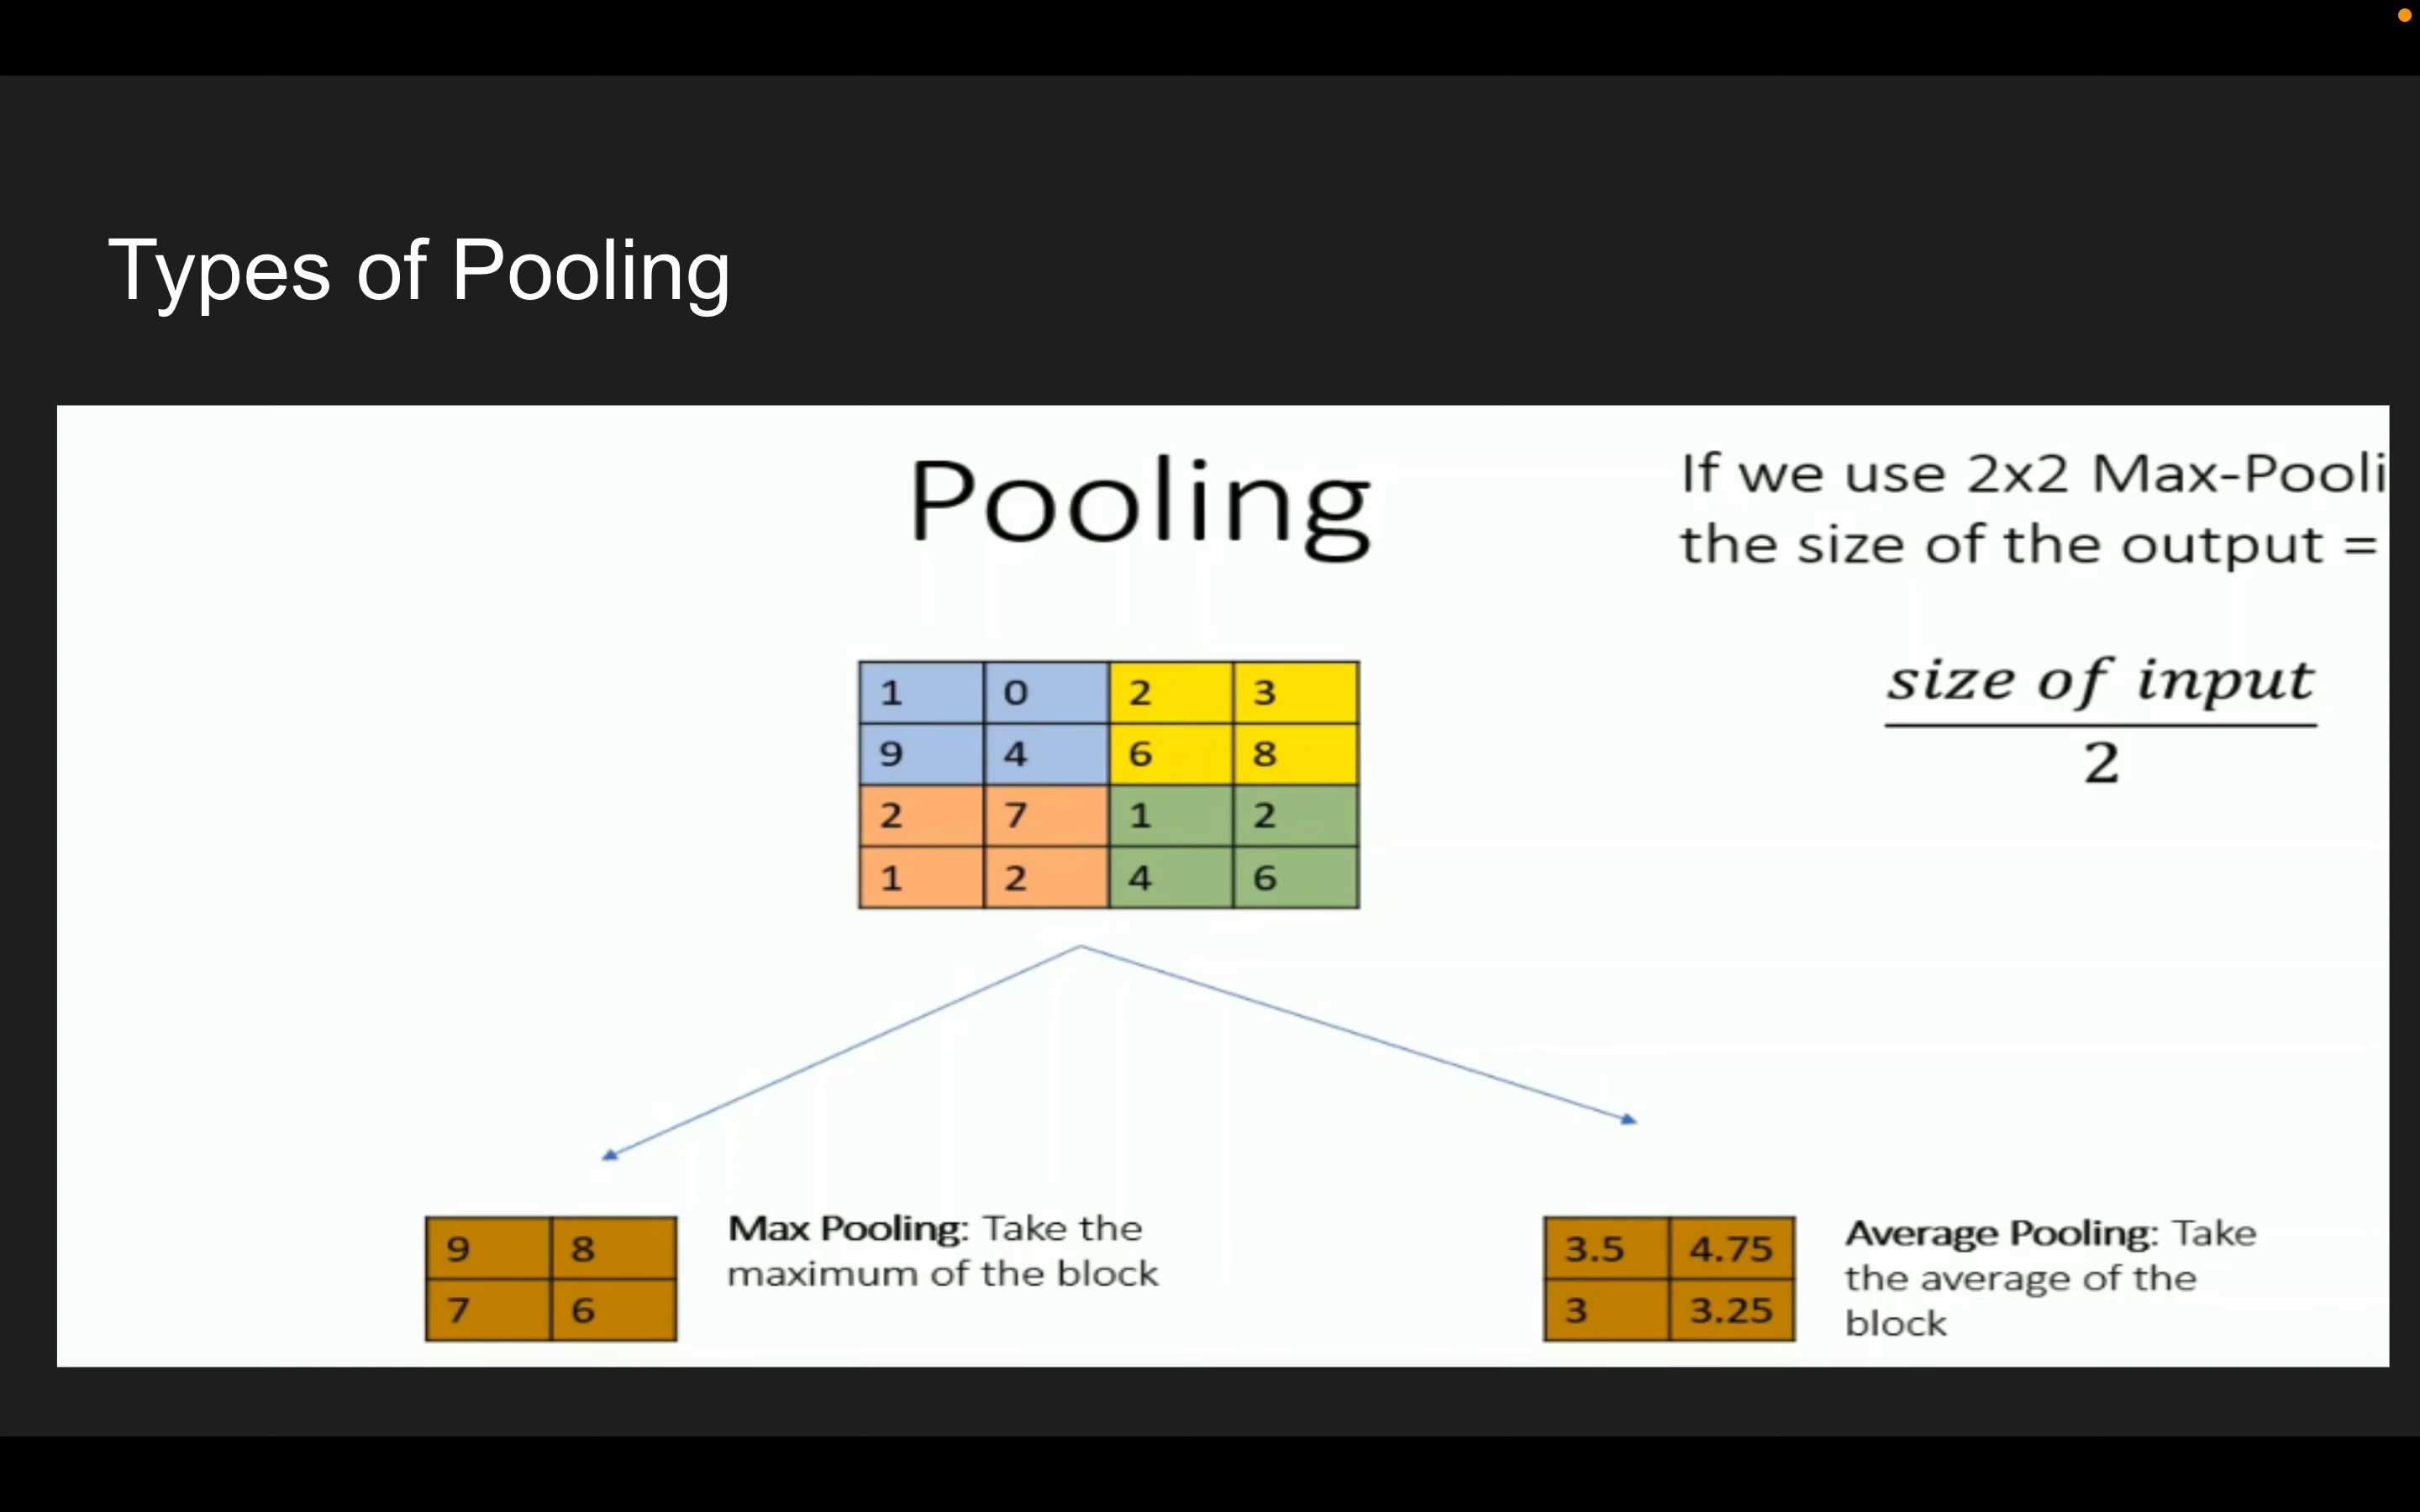 Types of Pooling
Pooling
If we use 2x2 Max-Pooli
the size of the output =
size of input
2
1 0 2 3
9 4 6 8
2 7 1 2
1 2 4 6
9 8
7 6
Max Pooling: Take the
maximum of the block
3.5 4.75
3 3.25
Average Pooling: Take
the average of the
block